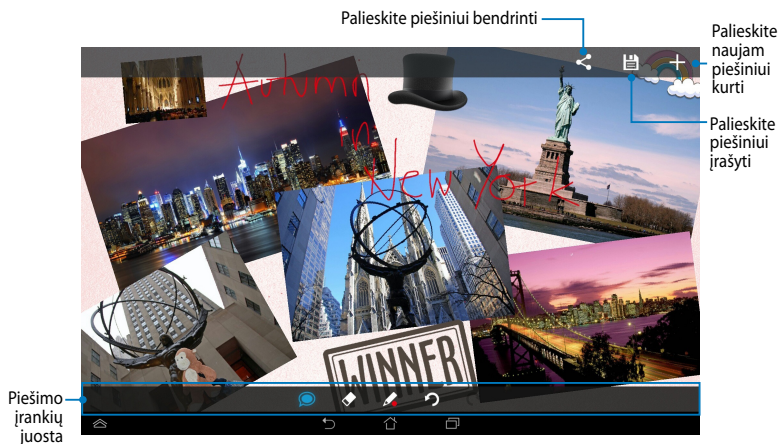 Palieskite piešiniui bendrinti
Palieskite
naujam
piešiniui
kurti
Palieskite
piešiniui
įrašyti
Autumn
in
New York
WINNER
Piešimo
įrankių
juosta